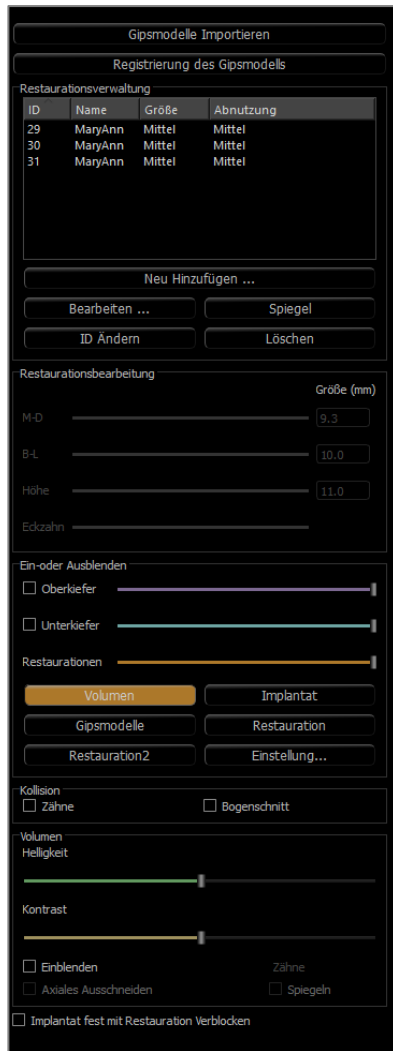 Gipsmodelle Importieren
Registrierung des Gipsmodells
Restaurationsverwaltung
ID Name Größe Abnutzung
29 MaryAnn Mittel Mittel
30 MaryAnn Mittel Mittel
31 MaryAnn Mittel Mittel
Neu Hinzufügen ...
Bearbeiten ... Spiegel
ID Ändern Löschen
Restaurationsbearbeitung
Größe (mm)
M-D 9.3
B-L 10.0
Höhe 11.0
Eckzahn
Ein-oder Ausblenden
Oberkiefer
Unterkiefer
Restaurationen
Volumen Implantat
Gipsmodelle Restauration
Restauration2 Einstellung...
Kollision
Zähne Bogenschnitt
Volumen
Helligkeit
Kontrast
Einblenden Zähne
Axiales Ausschneiden Spiegeln
Implantat fest mit Restauration Verblocken